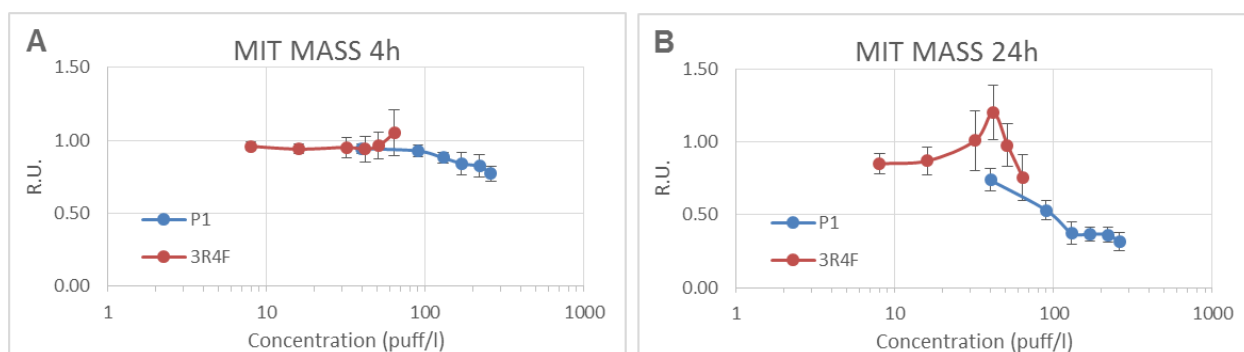 A
MIT MASS 4h
1.50
1.00
0.50
0.00
R.U.
P1
3R4F
1
10
100
1000
Concentration (puff/l)
B
MIT MASS 24h
1.50
1.00
0.50
0.00
R.U.
P1
3R4F
1
10
100
1000
Concentration (puff/l)